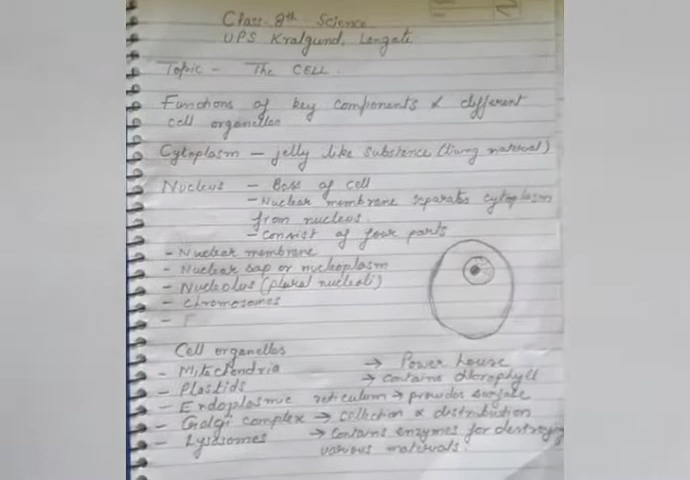 Class-8th Science
UPS Kralgund, Langate
Topic - The CELL.
Functions of key components & different
cell organelles
Cytoplasm - jelly like substance (living material)
Nucleus - Boss of cell
- Nuclear membrane separates cytoplasm
from nucleus.
- Consist of four parts
- Nuclear membrane
- Nuclear sap or nucleoplasm
- Nucleolus (plural nucleoli)
- Chromosomes
-
Cell organelles
- Mitochondria → Power house
- Plastids → contains chlorophyll
- Endoplasmic reticulum → provides surface
- Golgi complex → collection & distribution
- Lysosomes → contains enzymes for destroying
various materials.